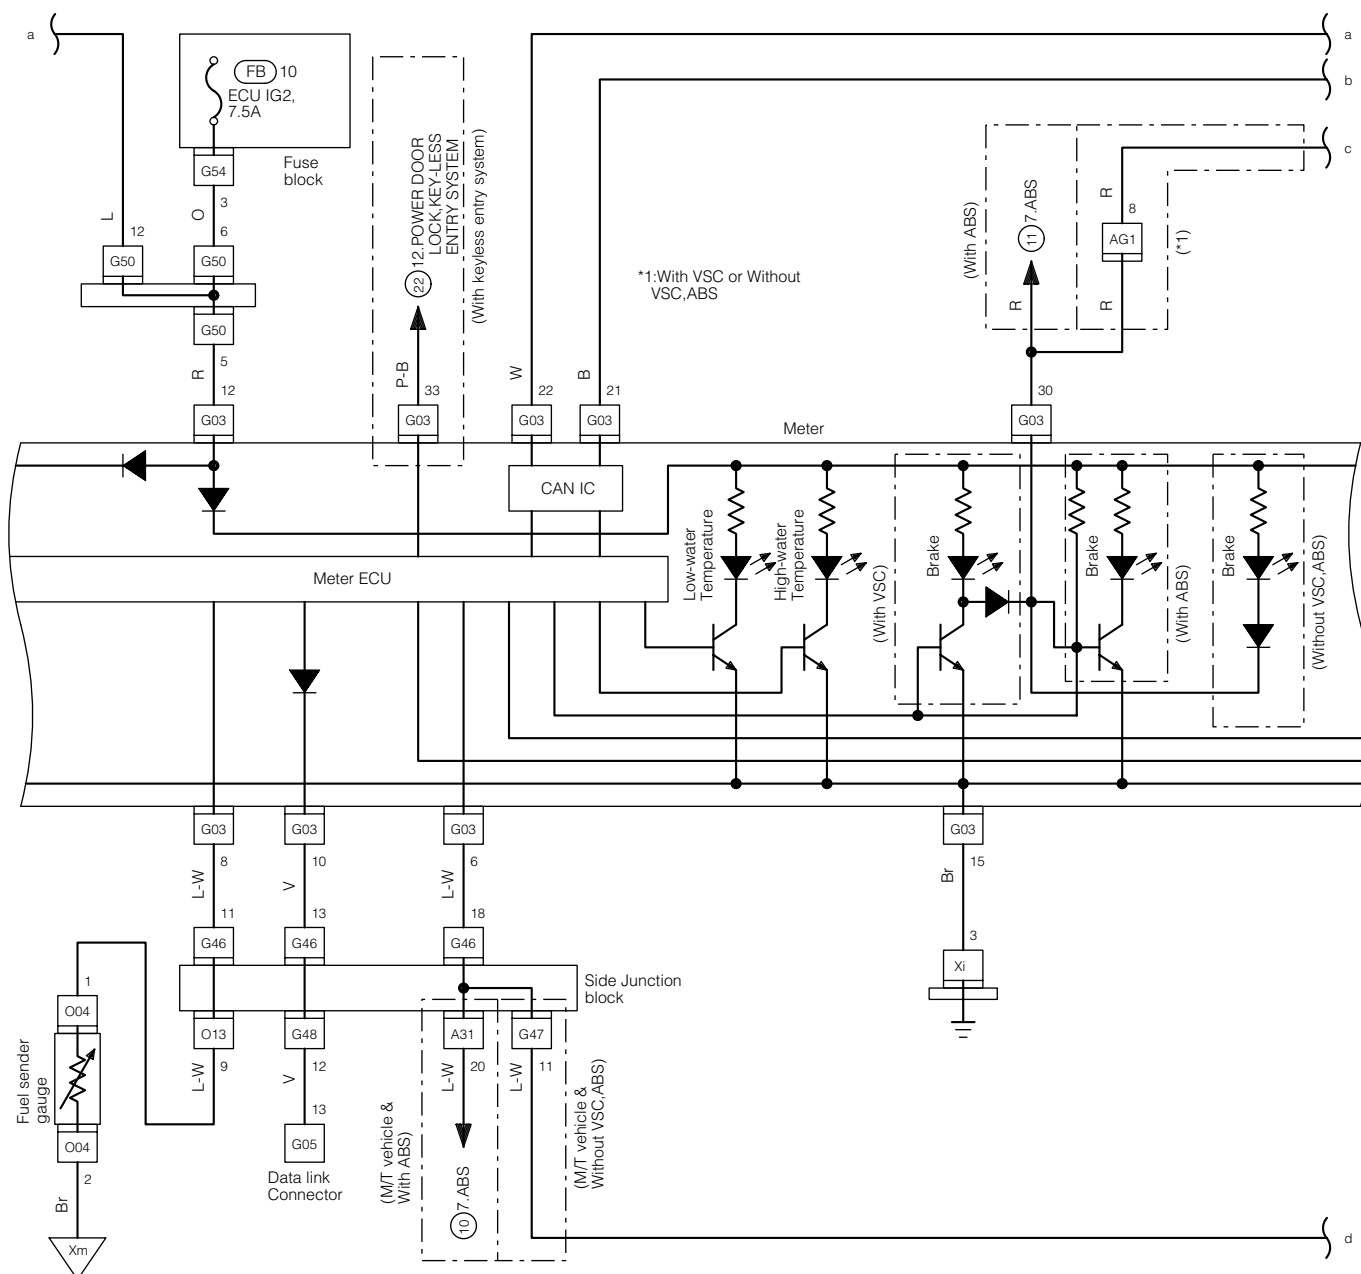 a
FB 10
ECU IG2,
7.5A
Fuse
block
G54
3
O
6
L
12
G50
G50
G50
5
R
12
G03
22 12.POWER DOOR
LOCK,KEY-LESS
ENTRY SYSTEM
(With keyless entry system)
P-B
33
G03
W
22
G03
B
21
G03
*1:With VSC or Without
VSC,ABS
a
b
c
(With ABS)
11 7.ABS
R
R
8
AG1
R
(*1)
30
G03
Meter
CAN IC
Meter ECU
Low-water
Temperature
High-water
Temperature
(With VSC)
Brake
Brake
(With ABS)
Brake
(Without VSC,ABS)
G03
8
L-W
11
G46
G03
10
V
13
G46
G03
6
L-W
18
G46
G03
15
Br
3
Xi
Side Junction
block
1
O04
Fuel sender
gauge
O04
2
Br
Xm
O13
9
L-W
G48
12
V
13
G05
Data link
Connector
A31
20
L-W
(M/T vehicle &
With ABS)
10 7.ABS
G47
11
L-W
(M/T vehicle &
Without VSC,ABS)
d